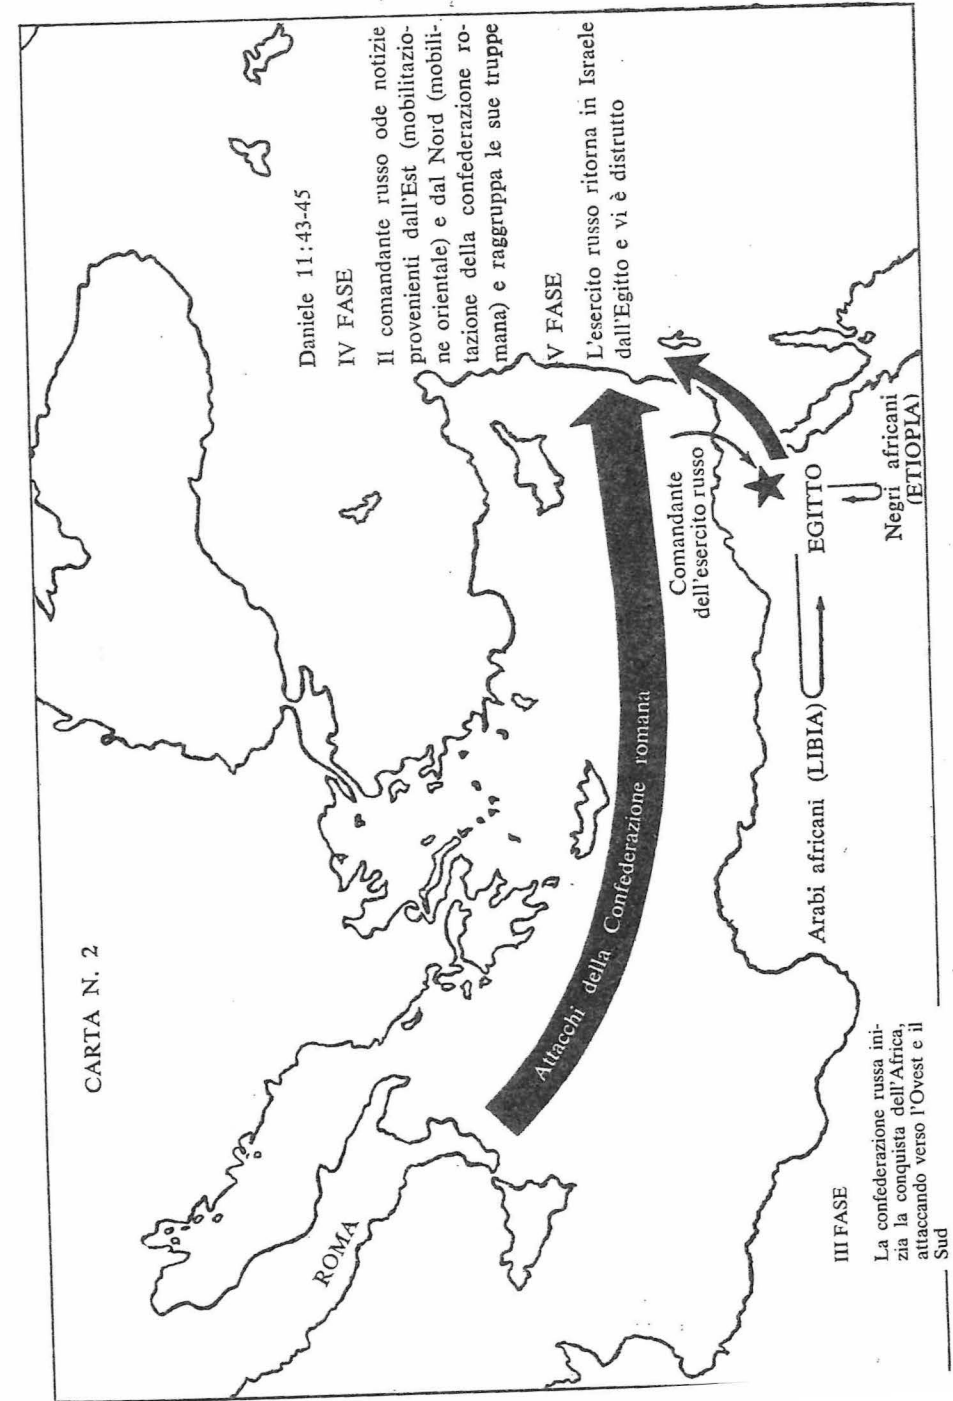 CARTA N. 2
ROMA
Attacchi della Confederazione romana
Daniele 11:43-45
IV FASE
Il comandante russo ode notizie
provenienti dall'Est (mobilitazio-
ne orientale) e dal Nord (mobili-
tazione della confederazione ro-
mana) e raggruppa le sue truppe
V FASE
L'esercito russo ritorna in Israele
dall'Egitto e vi è distrutto
Comandante
dell'esercito russo
Arabi africani (LIBIA)
EGITTO
Negri africani
(ETIOPIA)
III FASE
La confederazione russa ini-
zia la conquista dell'Africa,
attaccando verso l'Ovest e il
Sud